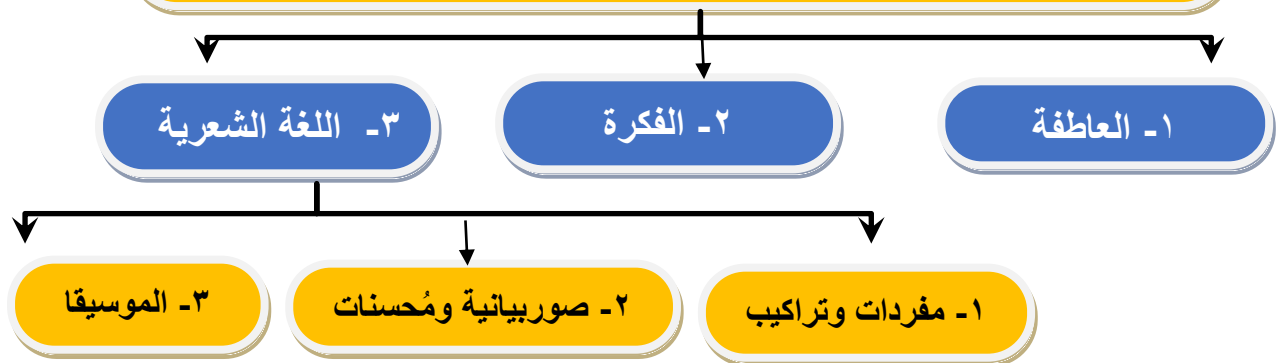 ١- العاطفة
٢- الفكرة
٣- اللغة الشعرية
١- مفردات وتراكيب
٢- صوربيانية ومُحسنات
٣- الموسيقا